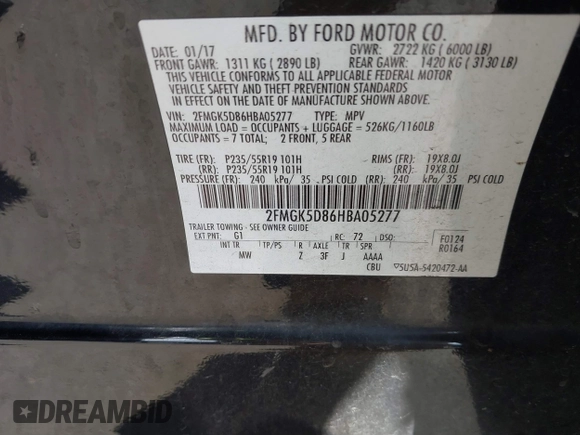 MFD. BY FORD MOTOR CO.
DATE: 01/17 GVWR: 2722 KG ( 6000 LB)
FRONT GAWR: 1311 KG ( 2890 LB) REAR GAWR: 1420 KG ( 3130 LB)
THIS VEHICLE CONFORMS TO ALL APPLICABLE FEDERAL MOTOR
VEHICLE SAFETY AND THEFT PREVENTION STANDARDS
IN EFFECT ON THE DATE OF MANUFACTURE SHOWN ABOVE.
VIN: 2FMGK5D86HBA05277 TYPE: MPV
MAXIMUM LOAD = OCCUPANTS + LUGGAGE = 526KG/1160LB
OCCUPANTS = 7 TOTAL; 2 FRONT, 5 REAR
TIRE (FR): P235/55R19 101H RIMS (FR): 19X8.0J
(RR): P235/55R19 101H (RR): 19X8.0J
PRESSURE (FR): 240 kPa/ 35 PSI COLD (RR): 240 kPa/ 35 PSI COLD
2FMGK5D86HBA05277
TRAILER TOWING - SEE OWNER GUIDE
EXT PNT: G1 RC: 72 DSO:
F0124
R0164
INT TR TP/PS R AXLE TR SPR
MW Z 3F J AAAA
CBU 5U5A-5420472-AA
DREAMBID